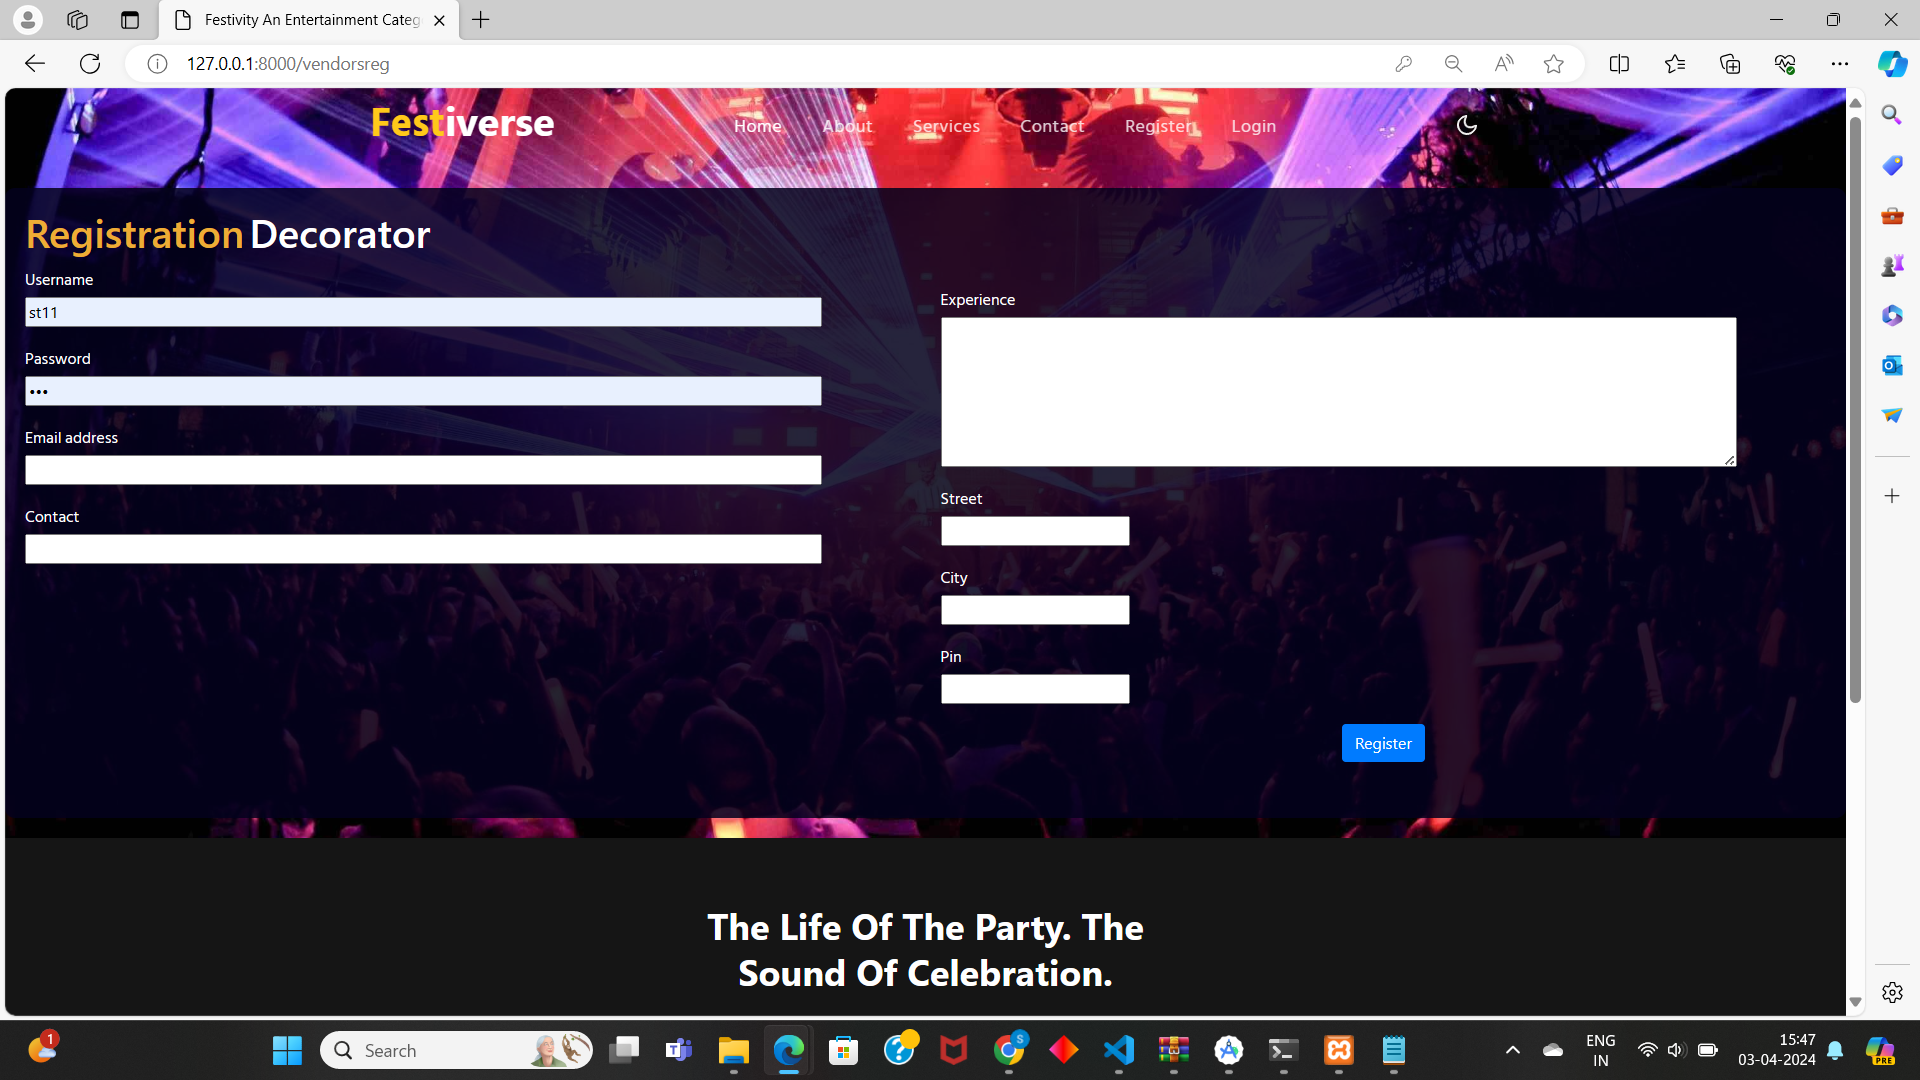 Festivity An Entertainment Categ
127.0.0.1:8000/vendorsreg
Festiverse
Home About Services Contact Register Login
Registration Decorator
Username
st11
Password
•••
Email address
Contact
Experience
Street
City
Pin
Register
The Life Of The Party. The
Sound Of Celebration.
1
Search
S
ENG
IN
15:47
03-04-2024
PRE